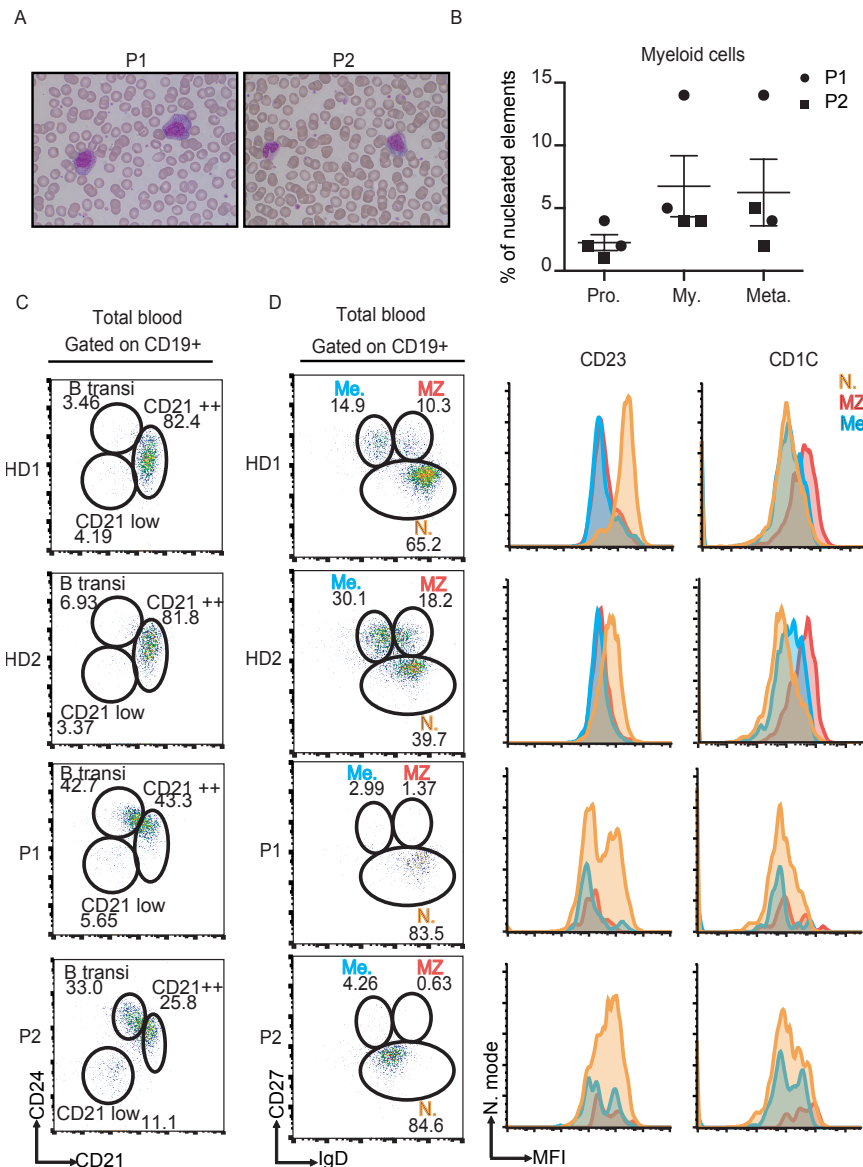 A
P1
P2
B
Myeloid cells
P1
P2
% of nucleated elements
15
10
5
0
Pro.
My.
Meta.
C
Total blood
Gated on CD19+
HD1
B transi
3.46
CD21 ++
82.4
CD21 low
4.19
HD2
B transi
6.93
CD21 ++
81.8
CD21 low
3.37
P1
B transi
42.7
CD21 ++
43.3
CD21 low
5.65
P2
B transi
33.0
CD21++
25.8
CD21 low
11.1
CD24
CD21
D
Total blood
Gated on CD19+
HD1
Me.
14.9
MZ
10.3
N.
65.2
HD2
Me.
30.1
MZ
18.2
N.
39.7
P1
Me.
2.99
MZ
1.37
N.
83.5
P2
Me.
4.26
MZ
0.63
N.
84.6
CD27
IgD
CD23
CD1C
N.
MZ
Me
N. mode
MFI